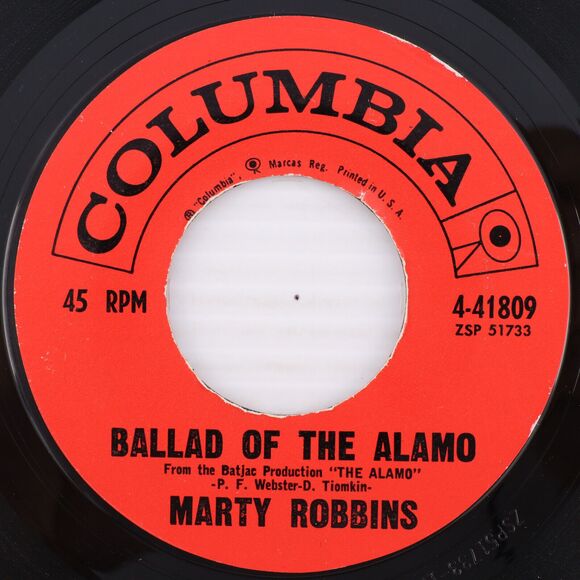 COLUMBIA
"Columbia", Marcas Reg. Printed in U.S.A.
45 RPM
4-41809
ZSP 51733
BALLAD OF THE ALAMO
From the Batjac Production "THE ALAMO"
-P. F. Webster-D. Tiomkin-
MARTY ROBBINS